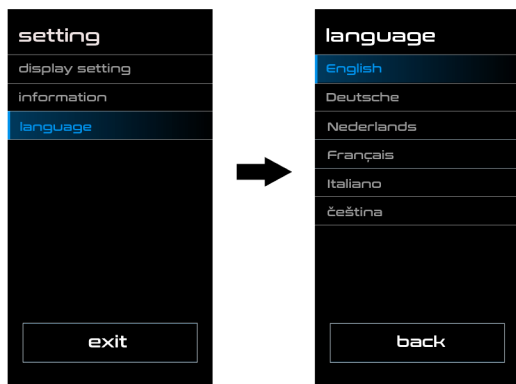 setting
display setting
information
language
exit
language
English
Deutsche
Nederlands
Français
Italiano
čeština
back